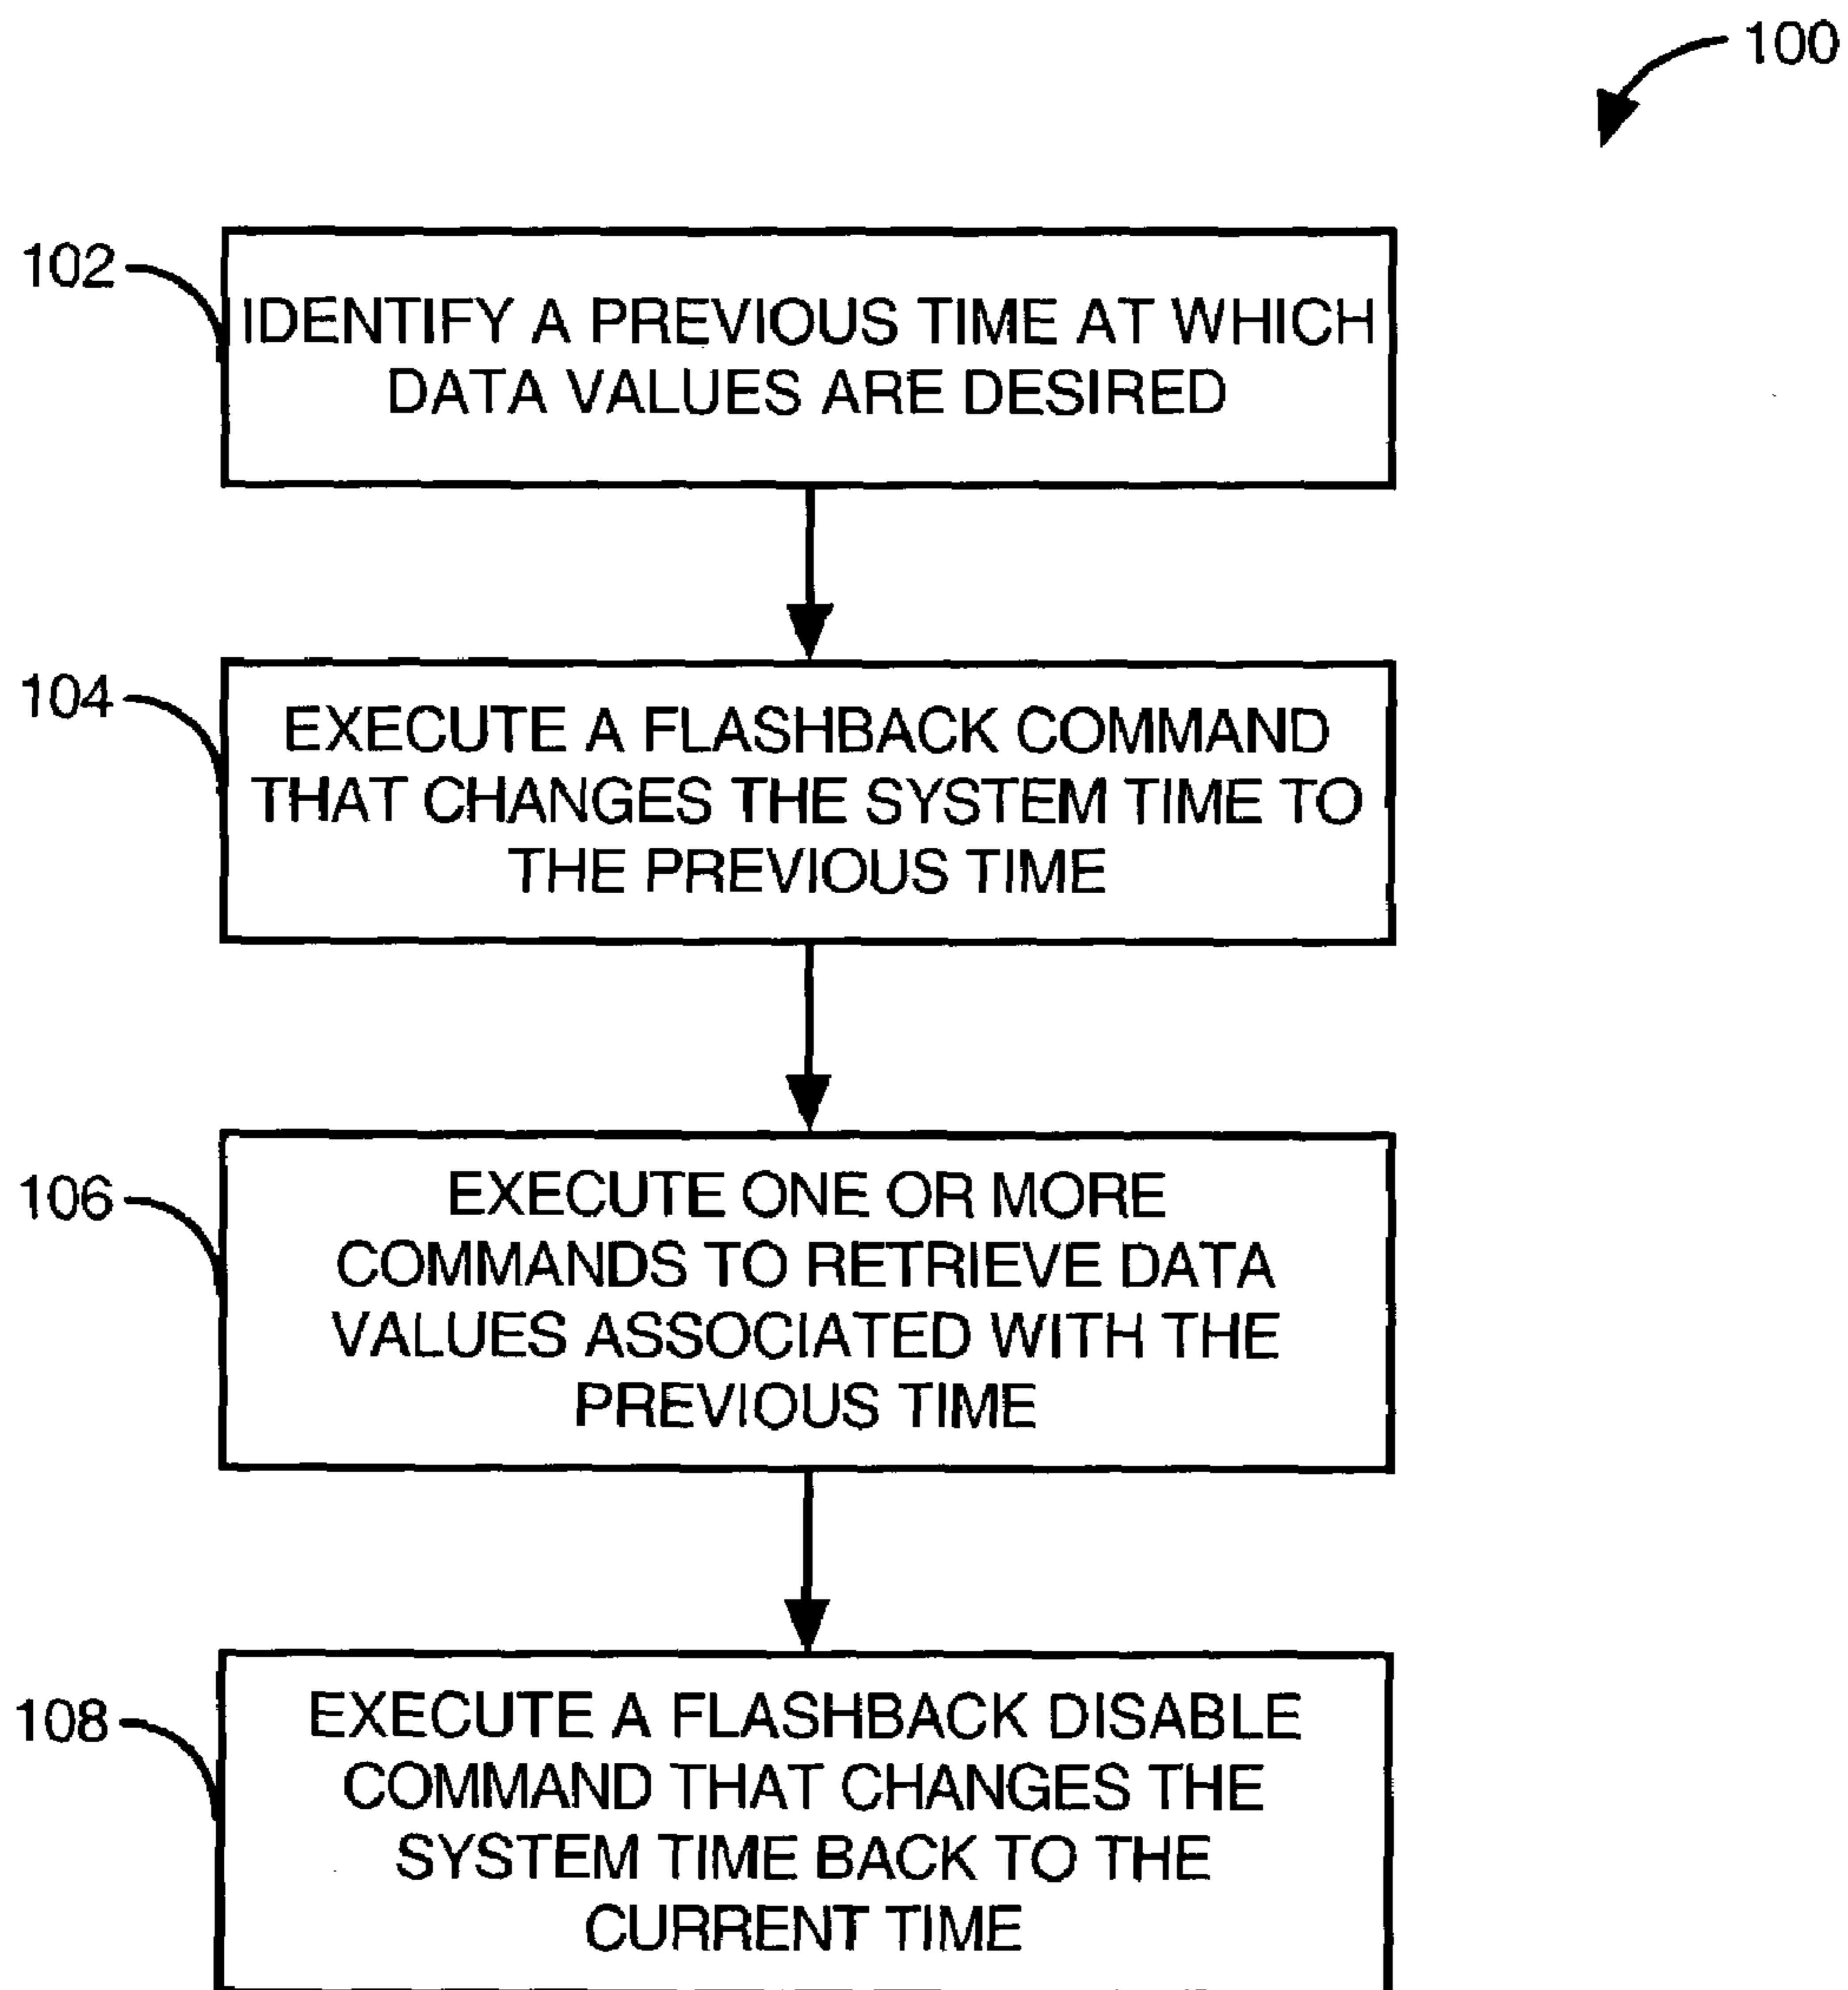 100
102
IDENTIFY A PREVIOUS TIME AT WHICH
DATA VALUES ARE DESIRED
104
EXECUTE A FLASHBACK COMMAND
THAT CHANGES THE SYSTEM TIME TO
THE PREVIOUS TIME
106
EXECUTE ONE OR MORE
COMMANDS TO RETRIEVE DATA
VALUES ASSOCIATED WITH THE
PREVIOUS TIME
108
EXECUTE A FLASHBACK DISABLE
COMMAND THAT CHANGES THE
SYSTEM TIME BACK TO THE
CURRENT TIME